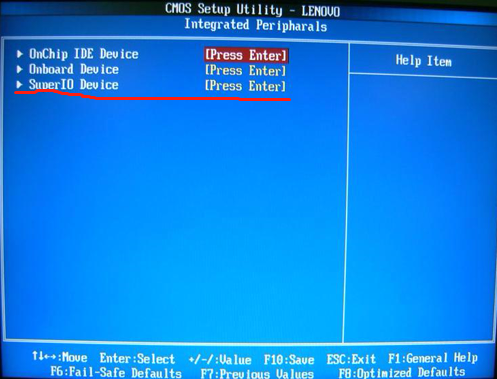 CMOS Setup Utility - LENOVO
Integrated Peripharals
▶ OnChip IDE Device [Press Enter]
▶ Onboard Device [Press Enter]
▶ SuperIO Device [Press Enter]
Help Item
↑↓←→:Move Enter:Select +/-/:Value F10:Save ESC:Exit F1:General Help
F6:Fail-Safe Defaults F7:Previous Values F8:Optimized Defaults